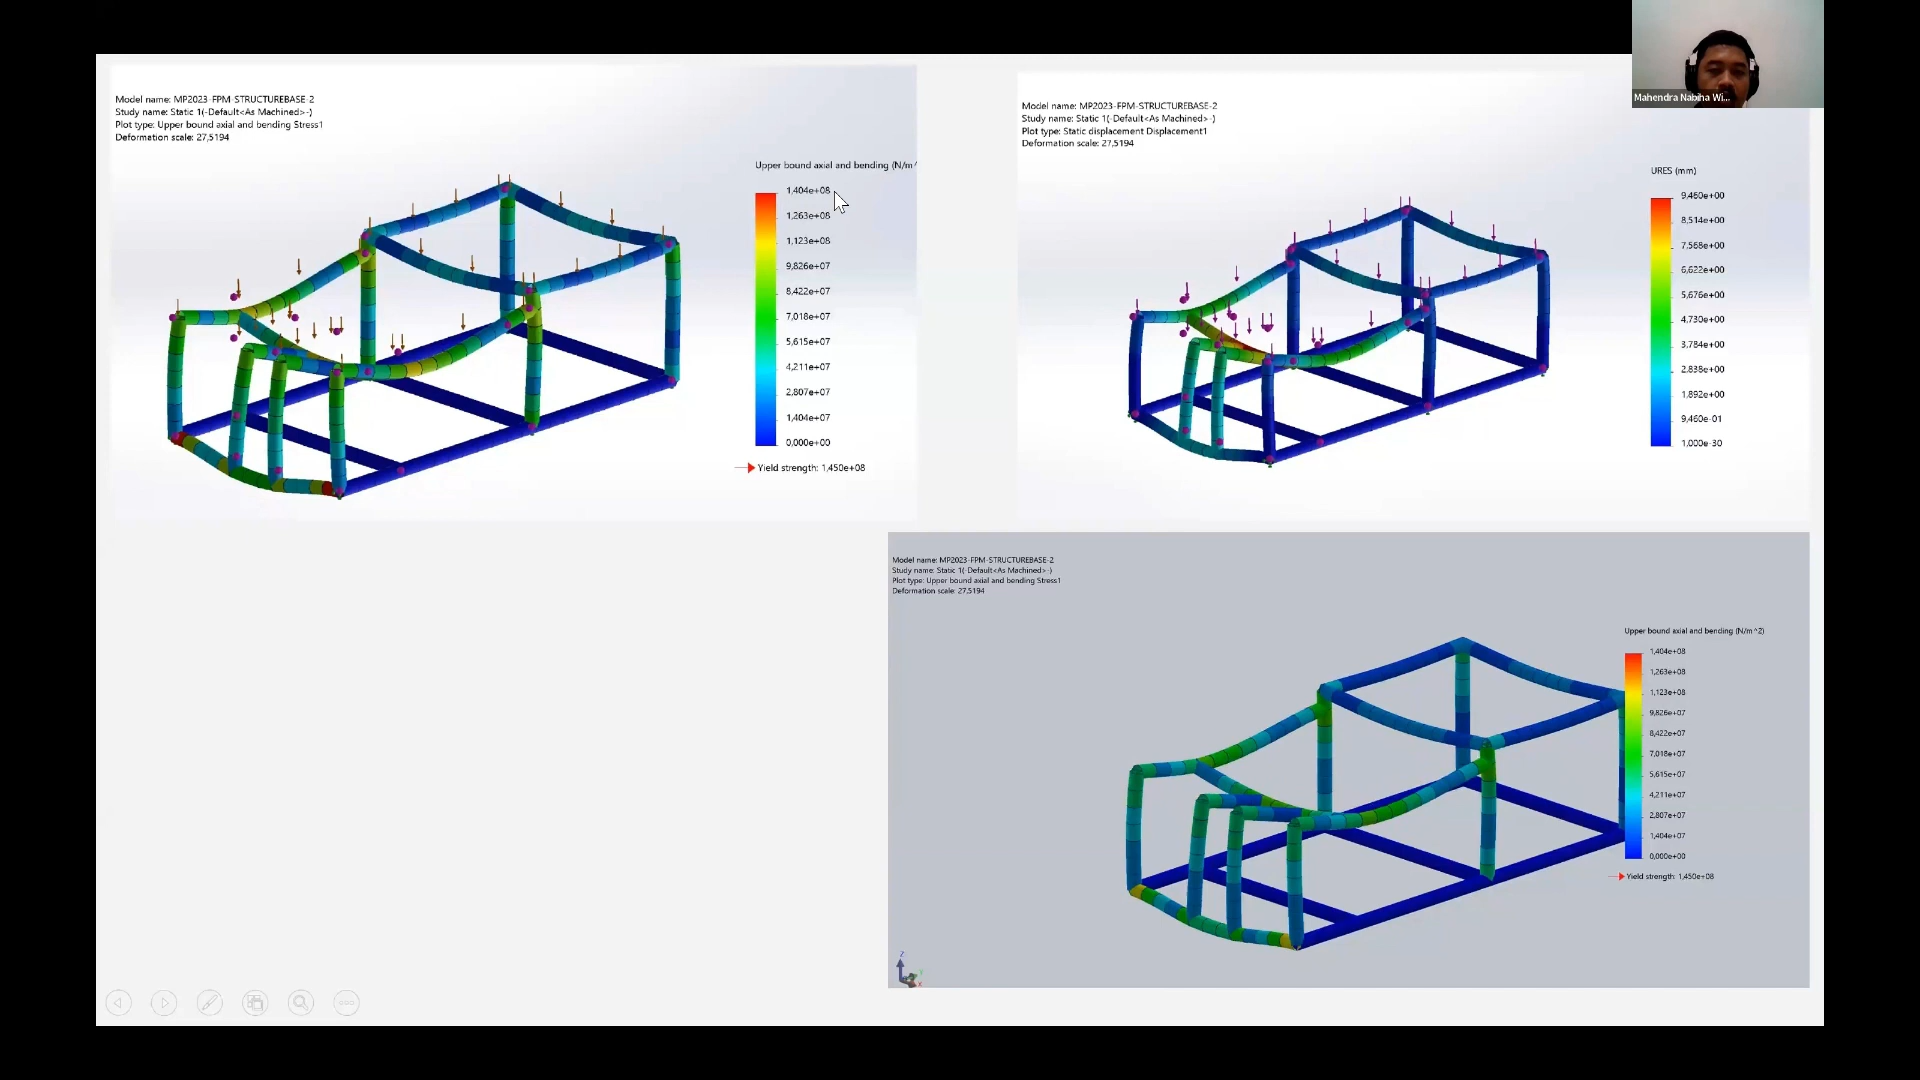 Model name: MP2023-FPM-STRUCTUREBASE-2
Study name: Static 1(-Default<As Machined>-)
Plot type: Upper bound axial and bending Stress1
Deformation scale: 27,5194
Upper bound axial and bending (N/m^
1,404e+08
1,263e+08
1,123e+08
9,826e+07
8,422e+07
7,018e+07
5,615e+07
4,211e+07
2,807e+07
1,404e+07
0,000e+00
Yield strength: 1,450e+08
Model name: MP2023-FPM-STRUCTUREBASE-2
Study name: Static 1(-Default<As Machined>-)
Plot type: Static displacement Displacement1
Deformation scale: 27,5194
URES (mm)
9,460e+00
8,514e+00
7,568e+00
6,622e+00
5,676e+00
4,730e+00
3,784e+00
2,838e+00
1,892e+00
9,460e-01
1,000e-30
Mahendra Nabiha Wi...
Model name: MP2023-FPM-STRUCTUREBASE-2
Study name: Static 1(-Default<As Machined>-)
Plot type: Upper bound axial and bending Stress1
Deformation scale: 27,5194
Upper bound axial and bending (N/m^2)
1,404e+08
1,263e+08
1,123e+08
9,826e+07
8,422e+07
7,018e+07
5,615e+07
4,211e+07
2,807e+07
1,404e+07
0,000e+00
Yield strength: 1,450e+08
Z